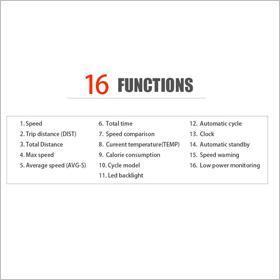 16 FUNCTIONS
1. Speed
2. Trip distance (DIST)
3. Total Distance
4. Max speed
5. Average speed (AVG-S)
6. Total time
7. Speed comparison
8. Cureent temperature(TEMP)
9. Calorie consumption
10. Cycle model
11. Led backlight
12. Automatic cycle
13. Clock
14. Automatic standby
15. Speed warning
16. Low power monitoring